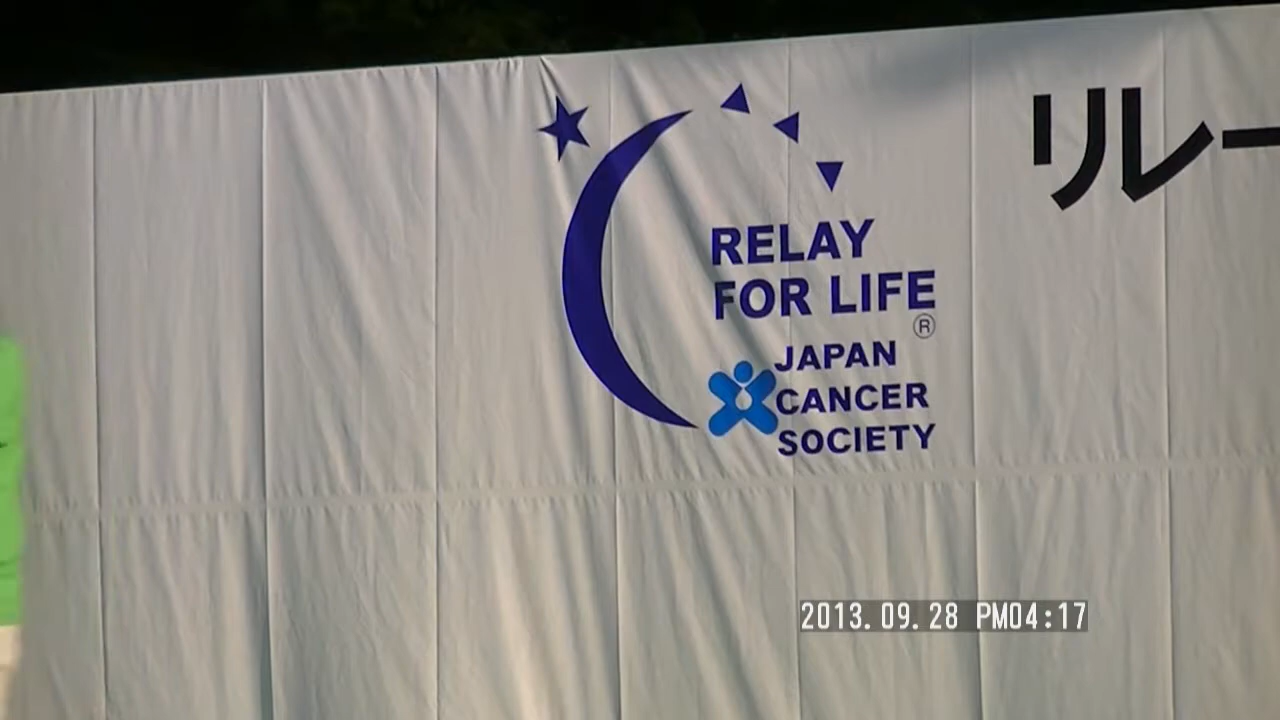 RELAY
FOR LIFE
®
JAPAN
CANCER
SOCIETY
リレー
2013.09.28 PM04:17